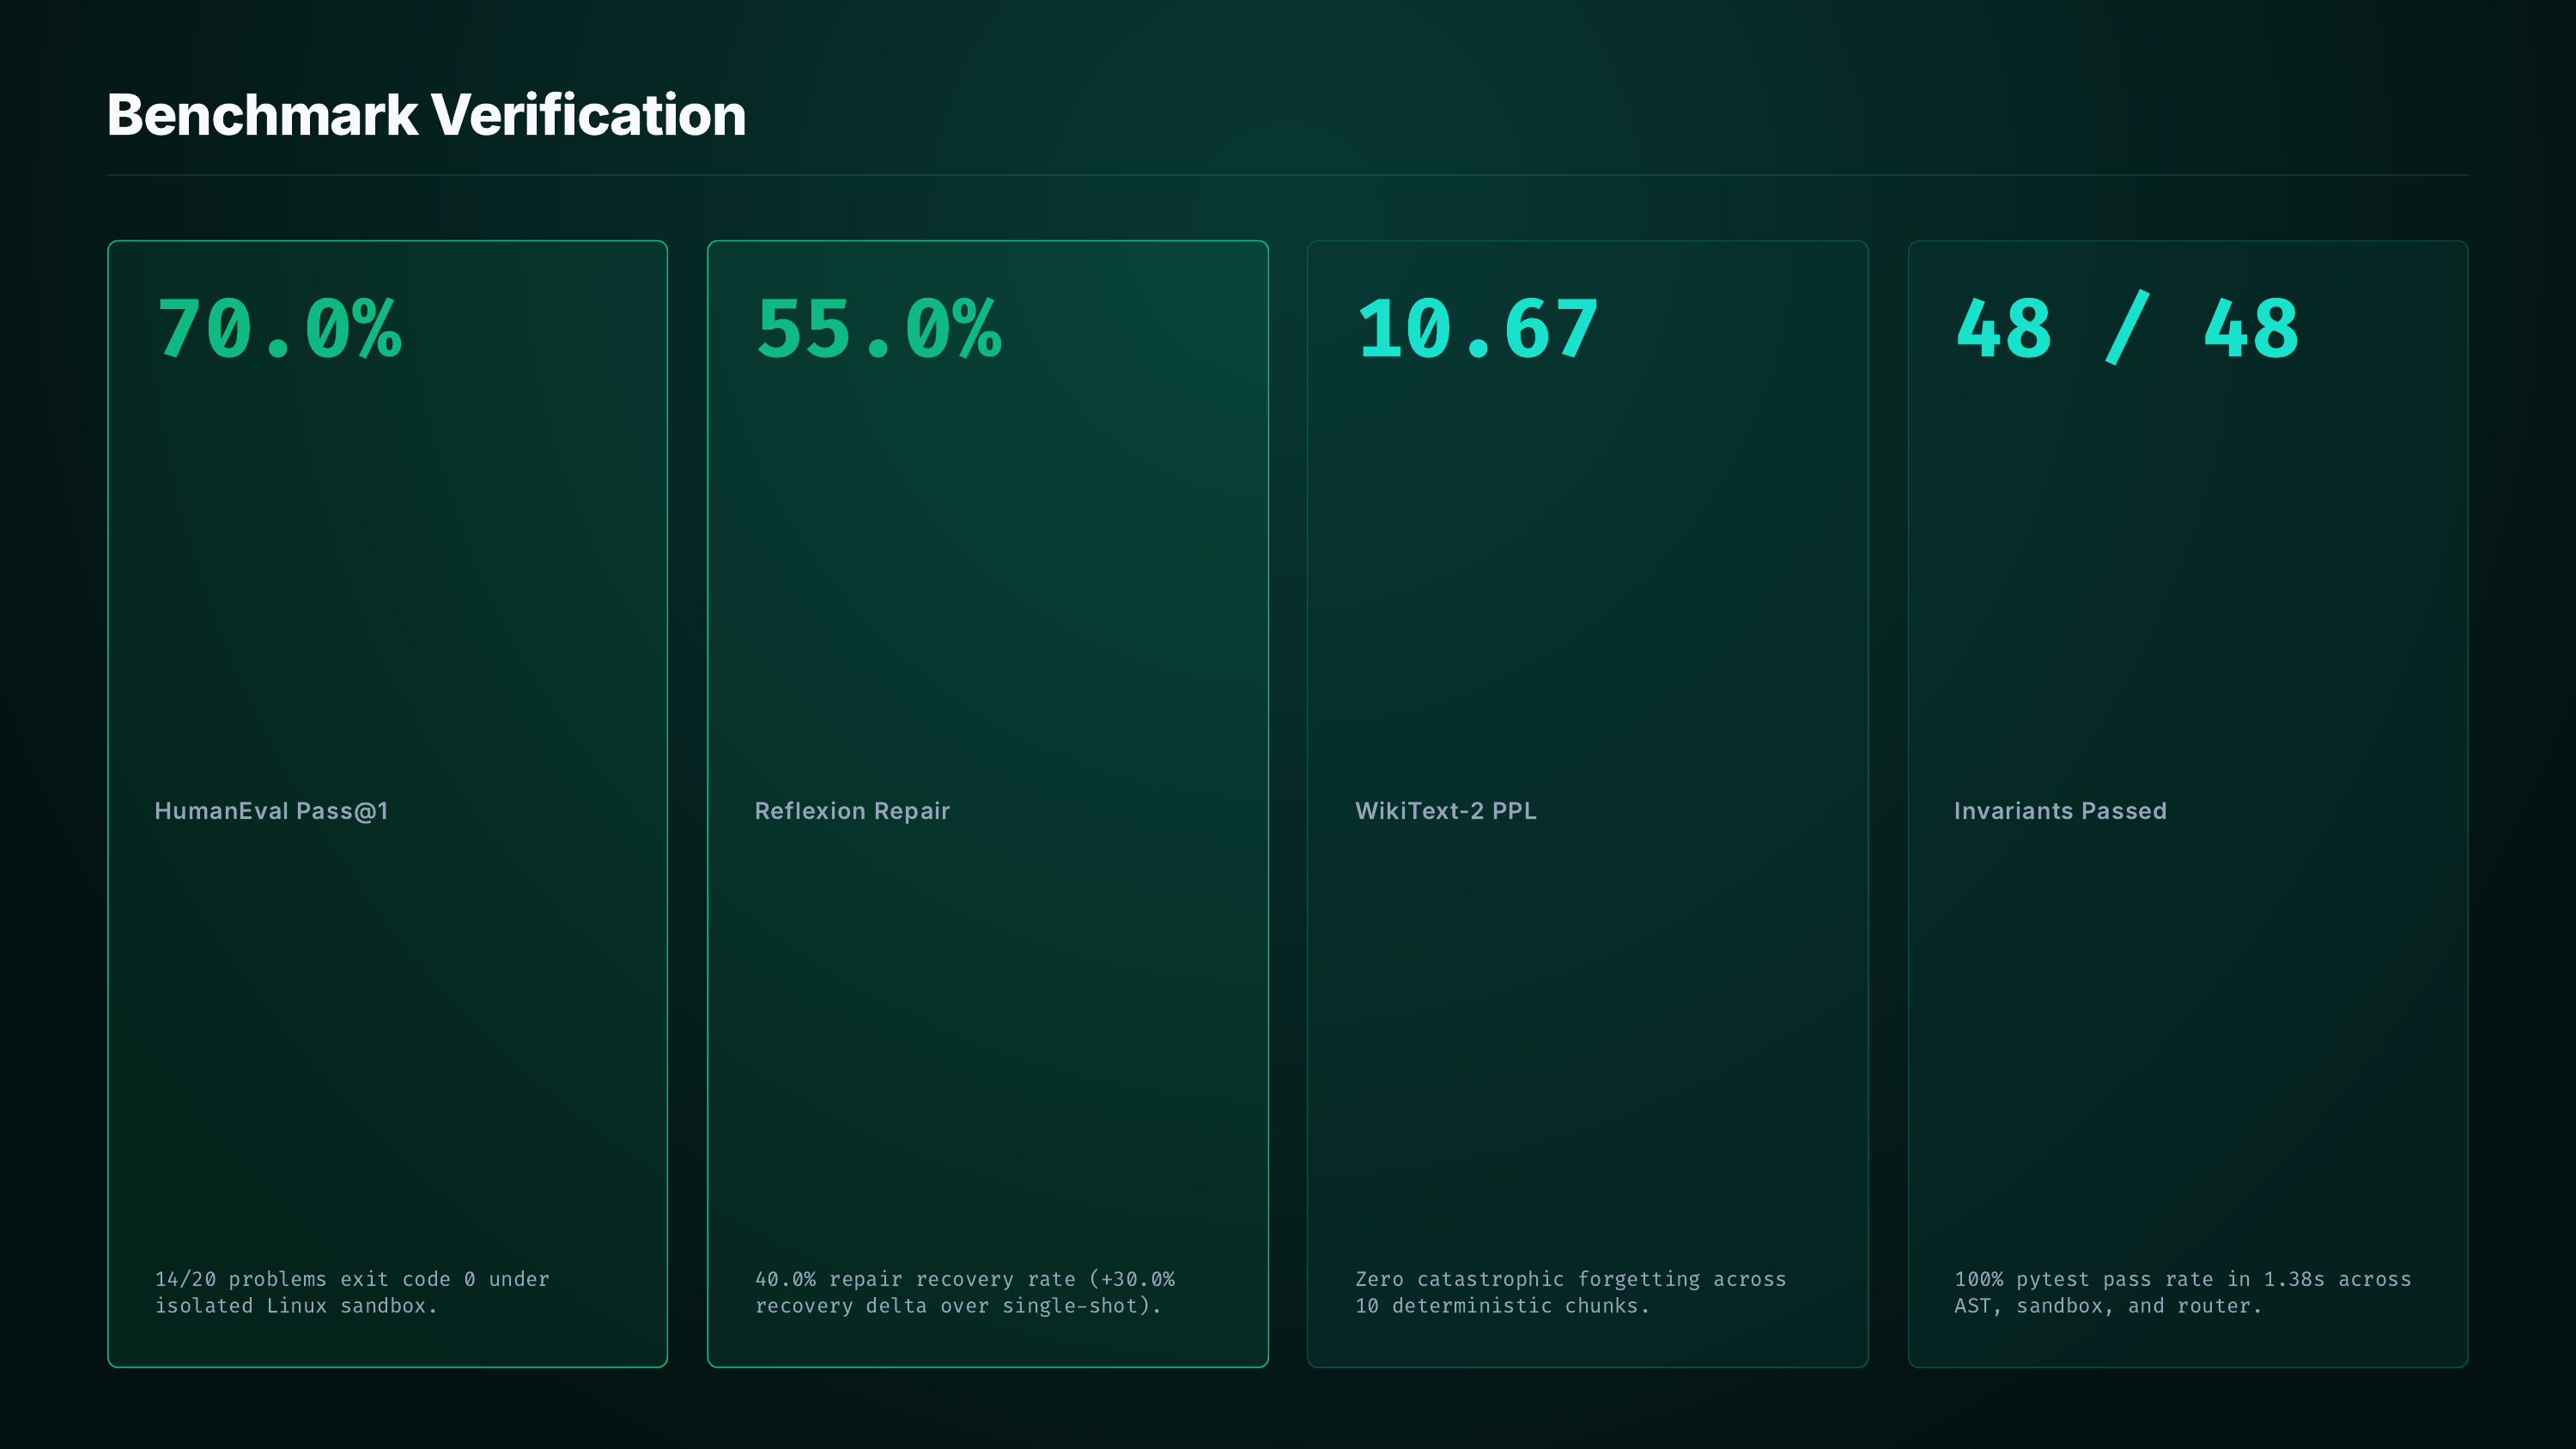 Benchmark Verification
70.0%
HumanEval Pass@1
14/20 problems exit code 0 under
isolated Linux sandbox.
55.0%
Reflexion Repair
40.0% repair recovery rate (+30.0%
recovery delta over single-shot).
10.67
WikiText-2 PPL
Zero catastrophic forgetting across
10 deterministic chunks.
48 / 48
Invariants Passed
100% pytest pass rate in 1.38s across
AST, sandbox, and router.